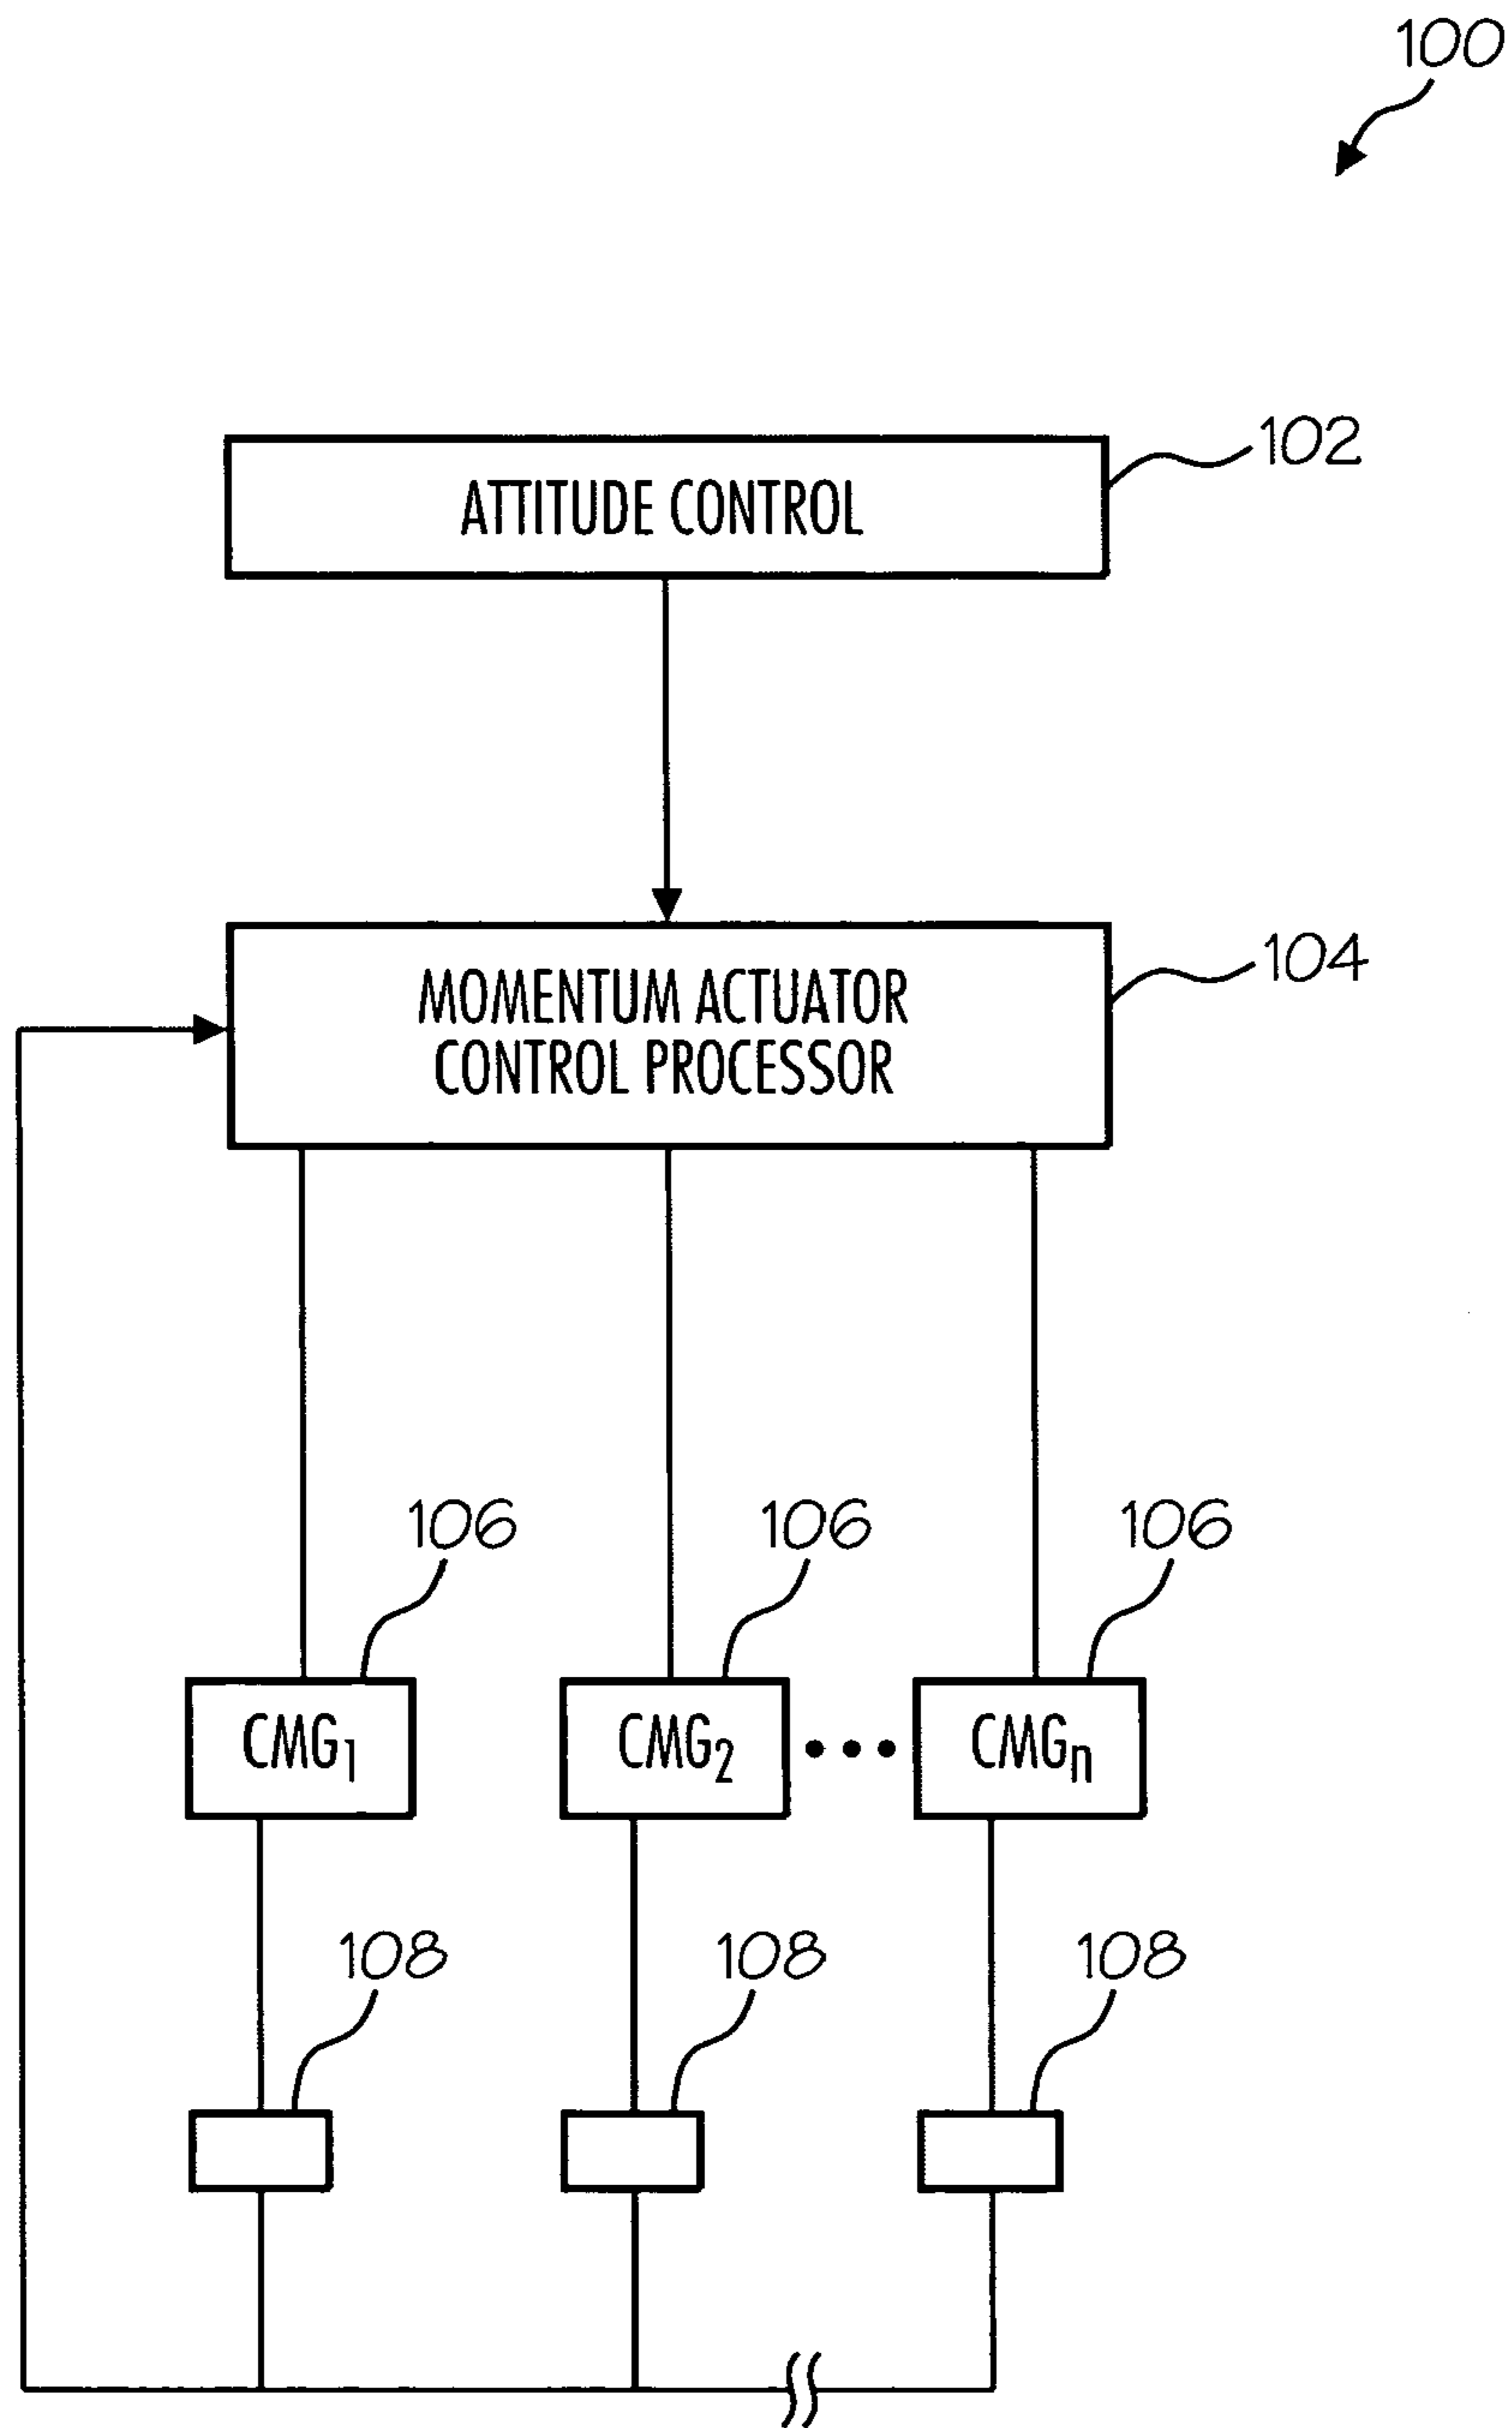 100
102
ATTITUDE CONTROL
104
MOMENTUM ACTUATOR
CONTROL PROCESSOR
106 106 106
CMG1 CMG2 ••• CMGn
108 108 108